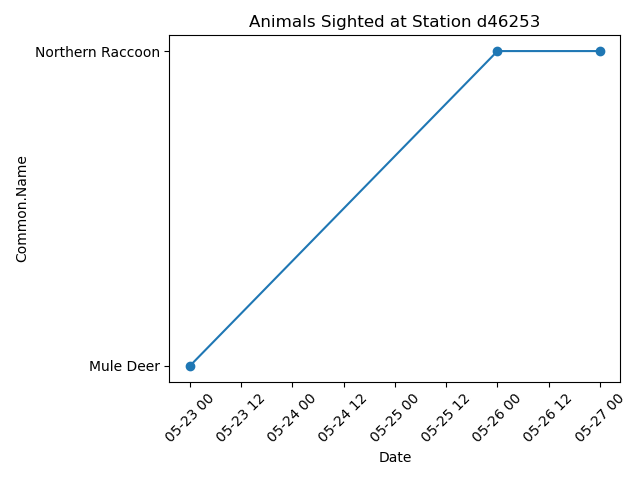 Animals Sighted at Station d46253
Northern Raccoon
Common.Name
Mule Deer
05-23 00
05-23 12
05-24 00
05-24 12
05-25 00
05-25 12
05-26 00
05-26 12
05-27 00
Date